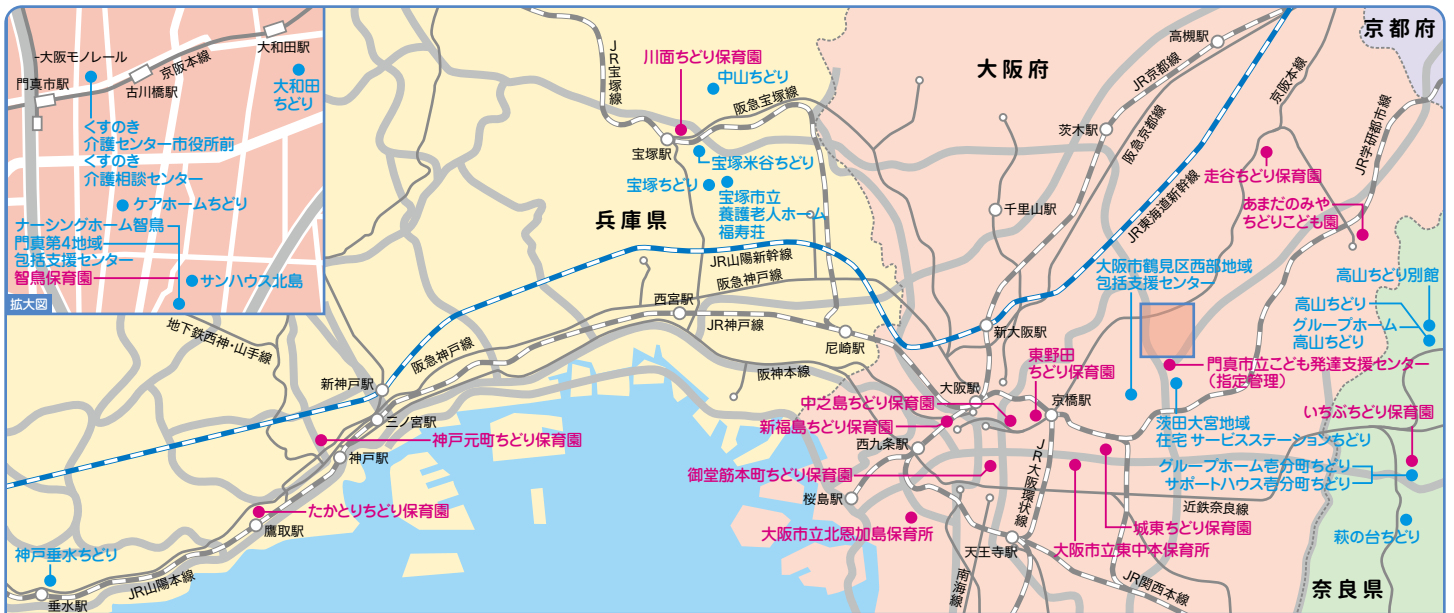 -大阪モノレール
京阪本線
大和田駅
門真市駅
古川橋駅
大和田
ちどり
くすのき
介護センター市役所前
くすのき
介護相談センター
ケアホームちどり
ナーシングホーム智鳥
門真第4地域
包括支援センター
智鳥保育園
サンハウス北島
拡大図
地下鉄西神・山手線
JR宝塚線
川面ちどり保育園
中山ちどり
阪急宝塚線
宝塚駅
宝塚米谷ちどり
宝塚ちどり
宝塚市立
養護老人ホーム
福寿荘
兵庫県
JR山陽新幹線
阪急神戸線
西宮駅
JR神戸線
尼崎駅
阪急神戸線
阪神本線
新神戸駅
三ノ宮駅
神戸元町ちどり保育園
神戸駅
たかとりちどり保育園
鷹取駅
神戸垂水ちどり
垂水駅
JR山陽本線
大阪府
京都府
高槻駅
JR京都線
京阪本線
茨木駅
阪急京都線
JR学研都市線
走谷ちどり保育園
千里山駅
JR東海道新幹線
あまだのみや
ちどりこども園
大阪市鶴見区西部地域
包括支援センター
高山ちどり別館
高山ちどり
グループホーム
高山ちどり
新大阪駅
東野田
ちどり保育園
門真市立こども発達支援センター
（指定管理）
大阪駅
京橋駅
中之島ちどり保育園
新福島ちどり保育園
いちぶちどり保育園
茨田大宮地域
在宅 サービスステーションちどり
西九条駅
JR大阪環状線
グループホーム壱分町ちどり
サポートハウス壱分町ちどり
御堂筋本町ちどり保育園
桜島駅
近鉄奈良線
大阪市立北恩加島保育所
城東ちどり保育園
萩の台ちどり
天王寺駅
大阪市立東中本保育所
南海線
JR関西本線
奈良県